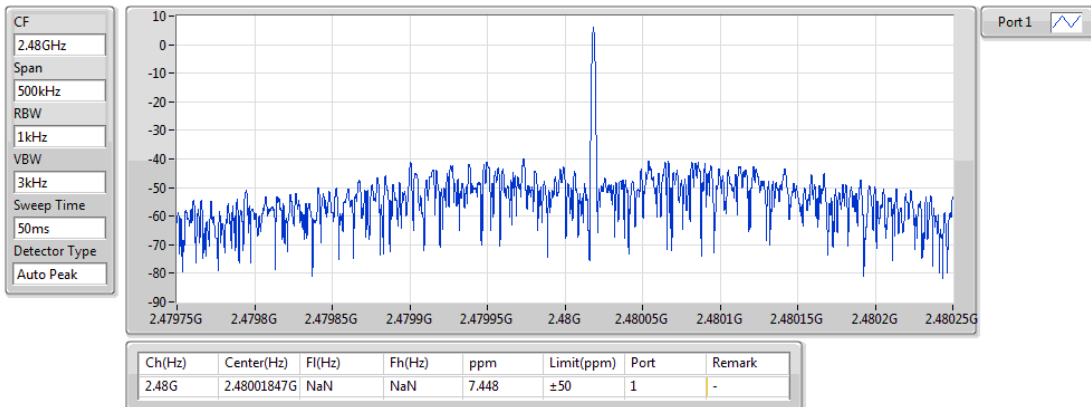 CF
2.48GHz
Span
500kHz
RBW
1kHz
VBW
3kHz
Sweep Time
50ms
Detector Type
Auto Peak
10
0
-10
-20
-30
-40
-50
-60
-70
-80
-90
2.47975G 2.4798G 2.47985G 2.4799G 2.47995G 2.48G 2.48005G 2.4801G 2.48015G 2.4802G 2.48025G
Port 1
Ch(Hz) Center(Hz) Fl(Hz) Fh(Hz) ppm Limit(ppm) Port Remark
2.48G 2.48001847G NaN NaN 7.448 ±50 1 -